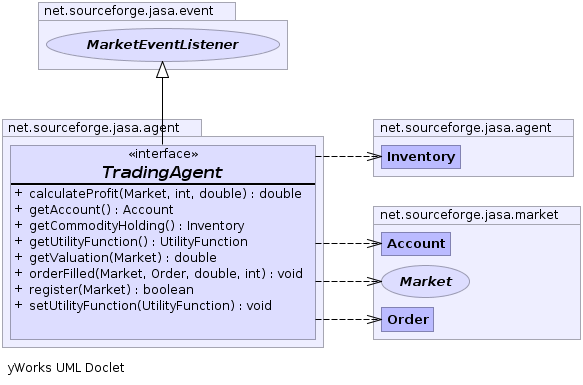 net.sourceforge.jasa.event
MarketEventListener
net.sourceforge.jasa.agent
«interface»
TradingAgent
+ calculateProfit(Market, int, double) : double
+ getAccount() : Account
+ getCommodityHolding() : Inventory
+ getUtilityFunction() : UtilityFunction
+ getValuation(Market) : double
+ orderFilled(Market, Order, double, int) : void
+ register(Market) : boolean
+ setUtilityFunction(UtilityFunction) : void
net.sourceforge.jasa.agent
Inventory
net.sourceforge.jasa.market
Account
Market
Order
yWorks UML Doclet